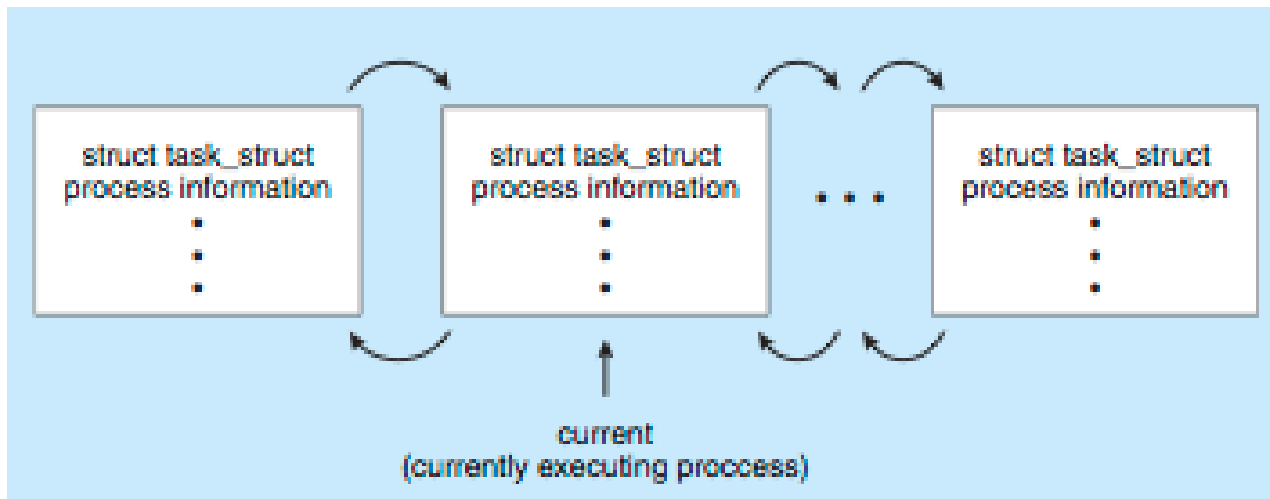 struct task_struct
process information
struct task_struct
process information
. . .
struct task_struct
process information
current
(currently executing proccess)